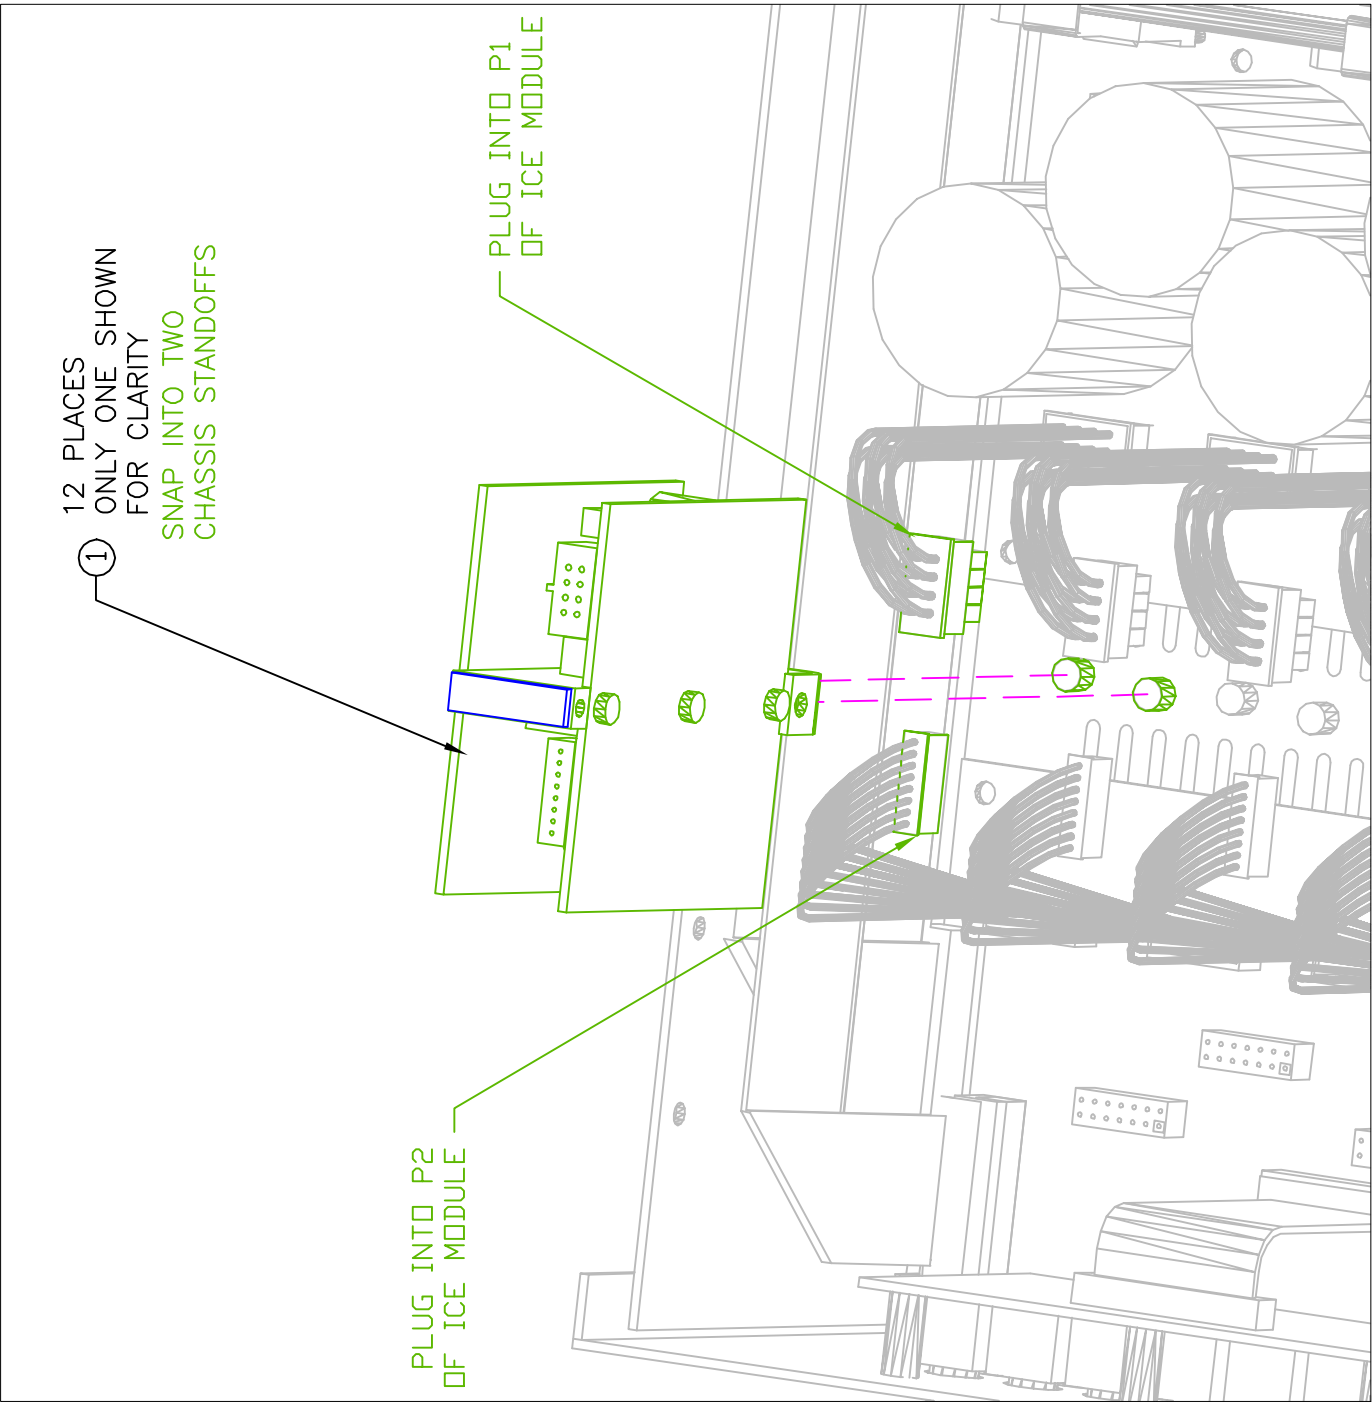 1
12 PLACES
ONLY ONE SHOWN
FOR CLARITY
SNAP INTO TWO
CHASSIS STANDOFFS
PLUG INTO P1
OF ICE MODULE
PLUG INTO P2
OF ICE MODULE